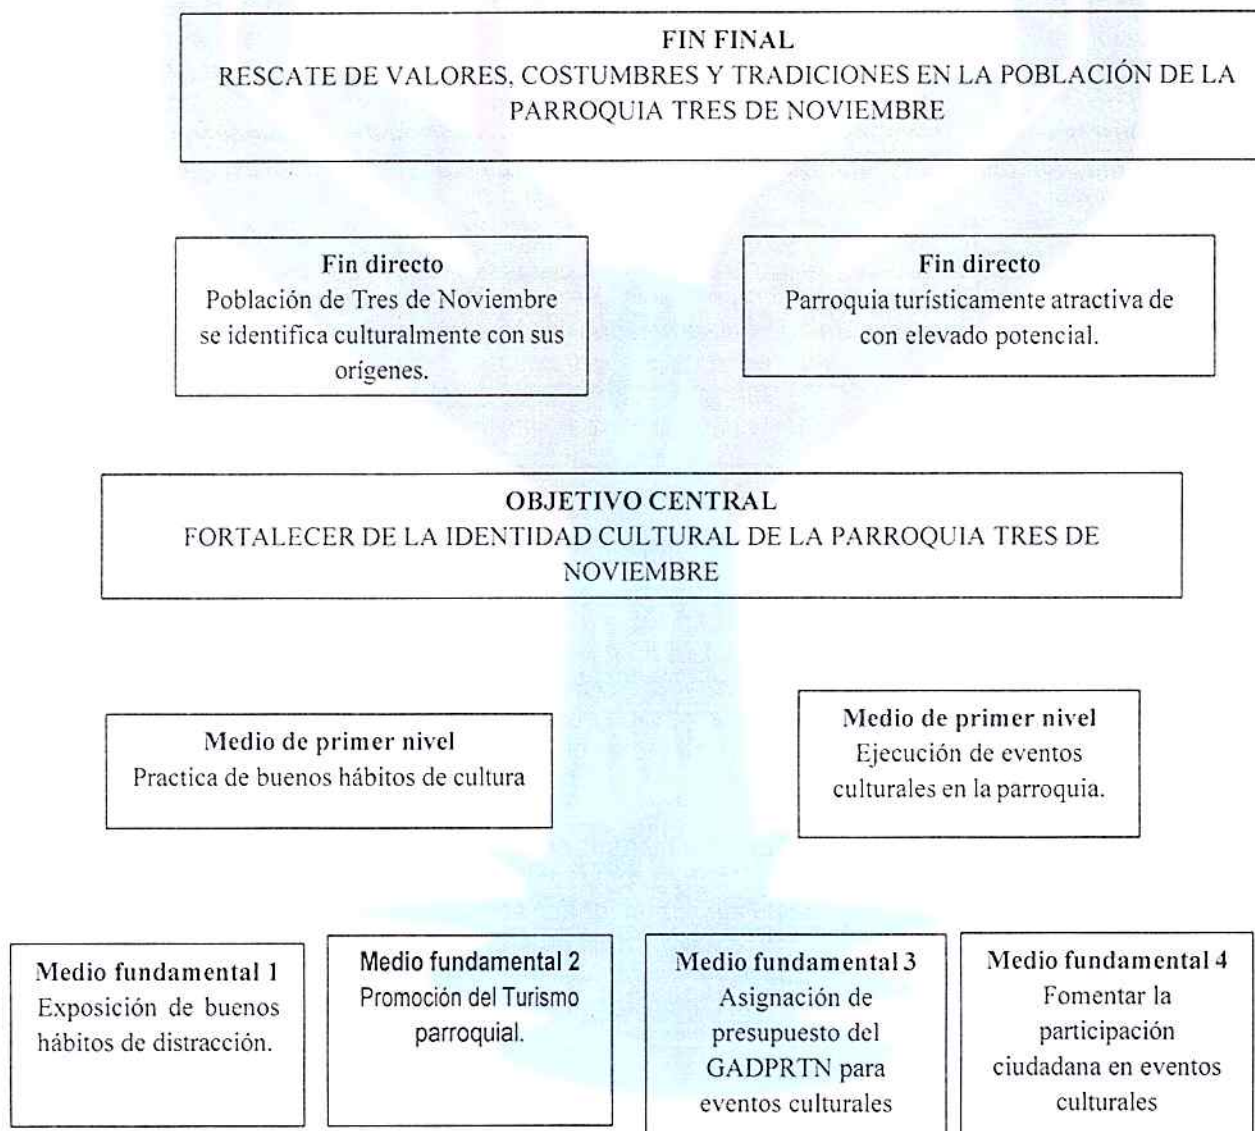 FIN FINAL
RESCATE DE VALORES, COSTUMBRES Y TRADICIONES EN LA POBLACIÓN DE LA
PARROQUIA TRES DE NOVIEMBRE
Fin directo
Población de Tres de Noviembre
se identifica culturalmente con sus
orígenes.
Fin directo
Parroquia turísticamente atractiva de
con elevado potencial.
OBJETIVO CENTRAL
FORTALECER DE LA IDENTIDAD CULTURAL DE LA PARROQUIA TRES DE
NOVIEMBRE
Medio de primer nivel
Practica de buenos hábitos de cultura
Medio de primer nivel
Ejecución de eventos
culturales en la parroquia.
Medio fundamental 1
Exposición de buenos
hábitos de distracción.
Medio fundamental 2
Promoción del Turismo
parroquial.
Medio fundamental 3
Asignación de
presupuesto del
GADPRTN para
eventos culturales
Medio fundamental 4
Fomentar la
participación
ciudadana en eventos
culturales